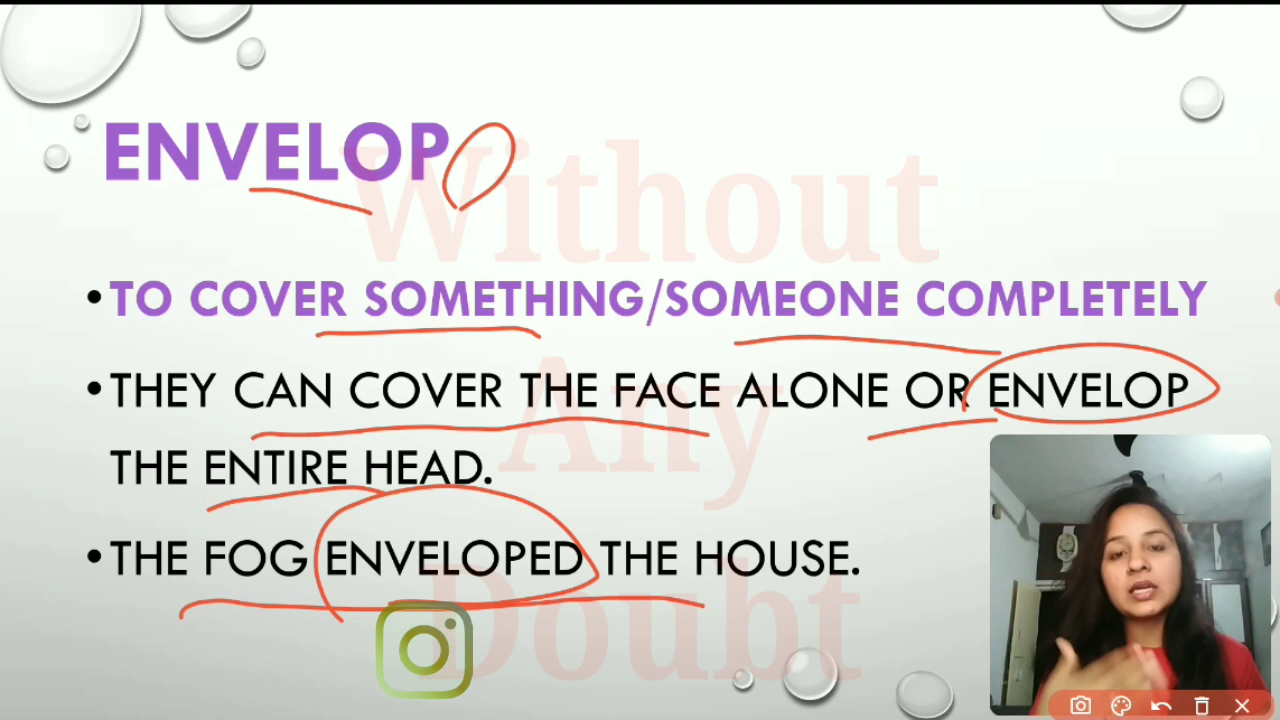 ENVELOP
•TO COVER SOMETHING/SOMEONE COMPLETELY
•THEY CAN COVER THE FACE ALONE OR ENVELOP
THE ENTIRE HEAD.
•THE FOG ENVELOPED THE HOUSE.
Without
Any
Doubt